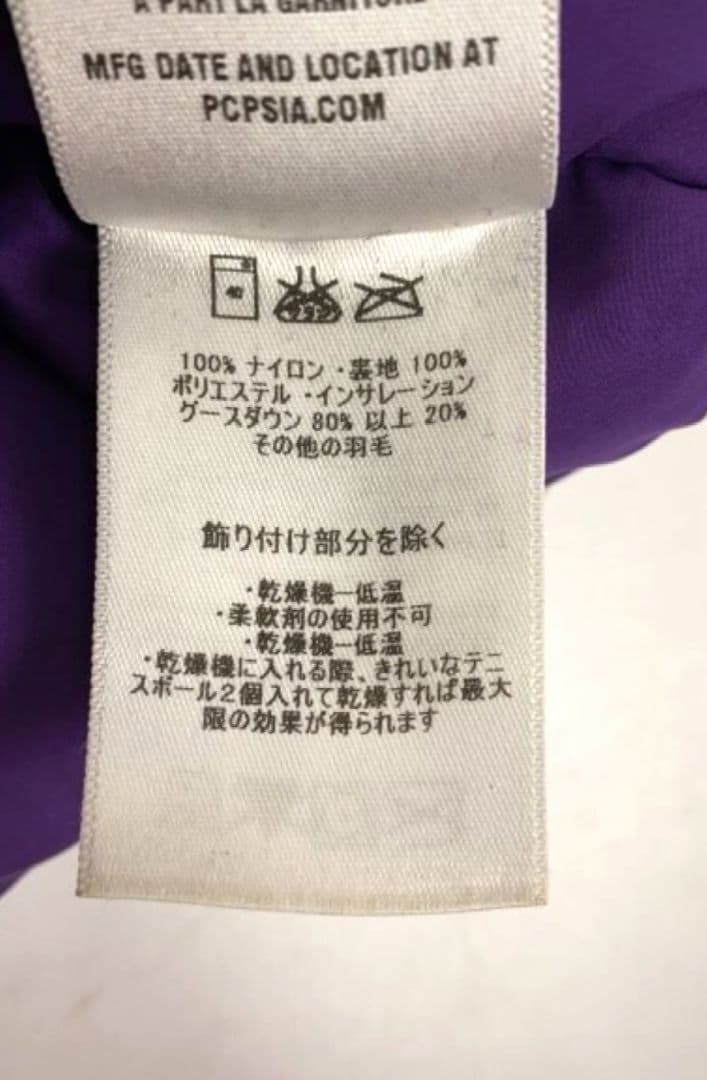 À PART LA GARNITURE
MFG DATE AND LOCATION AT
PCPSIA.COM
40
100% ナイロン・裏地 100%
ポリエステル ・インサレーション
グースダウン 80% 以上 20%
その他の羽毛
飾り付け部分を除く
・乾燥機ー低温
・柔軟剤の使用不可
・乾燥機ー低温
・乾燥機に入れる際、きれいなテニ
スボール2個入れて乾燥すれば最大
限の効果が得られます